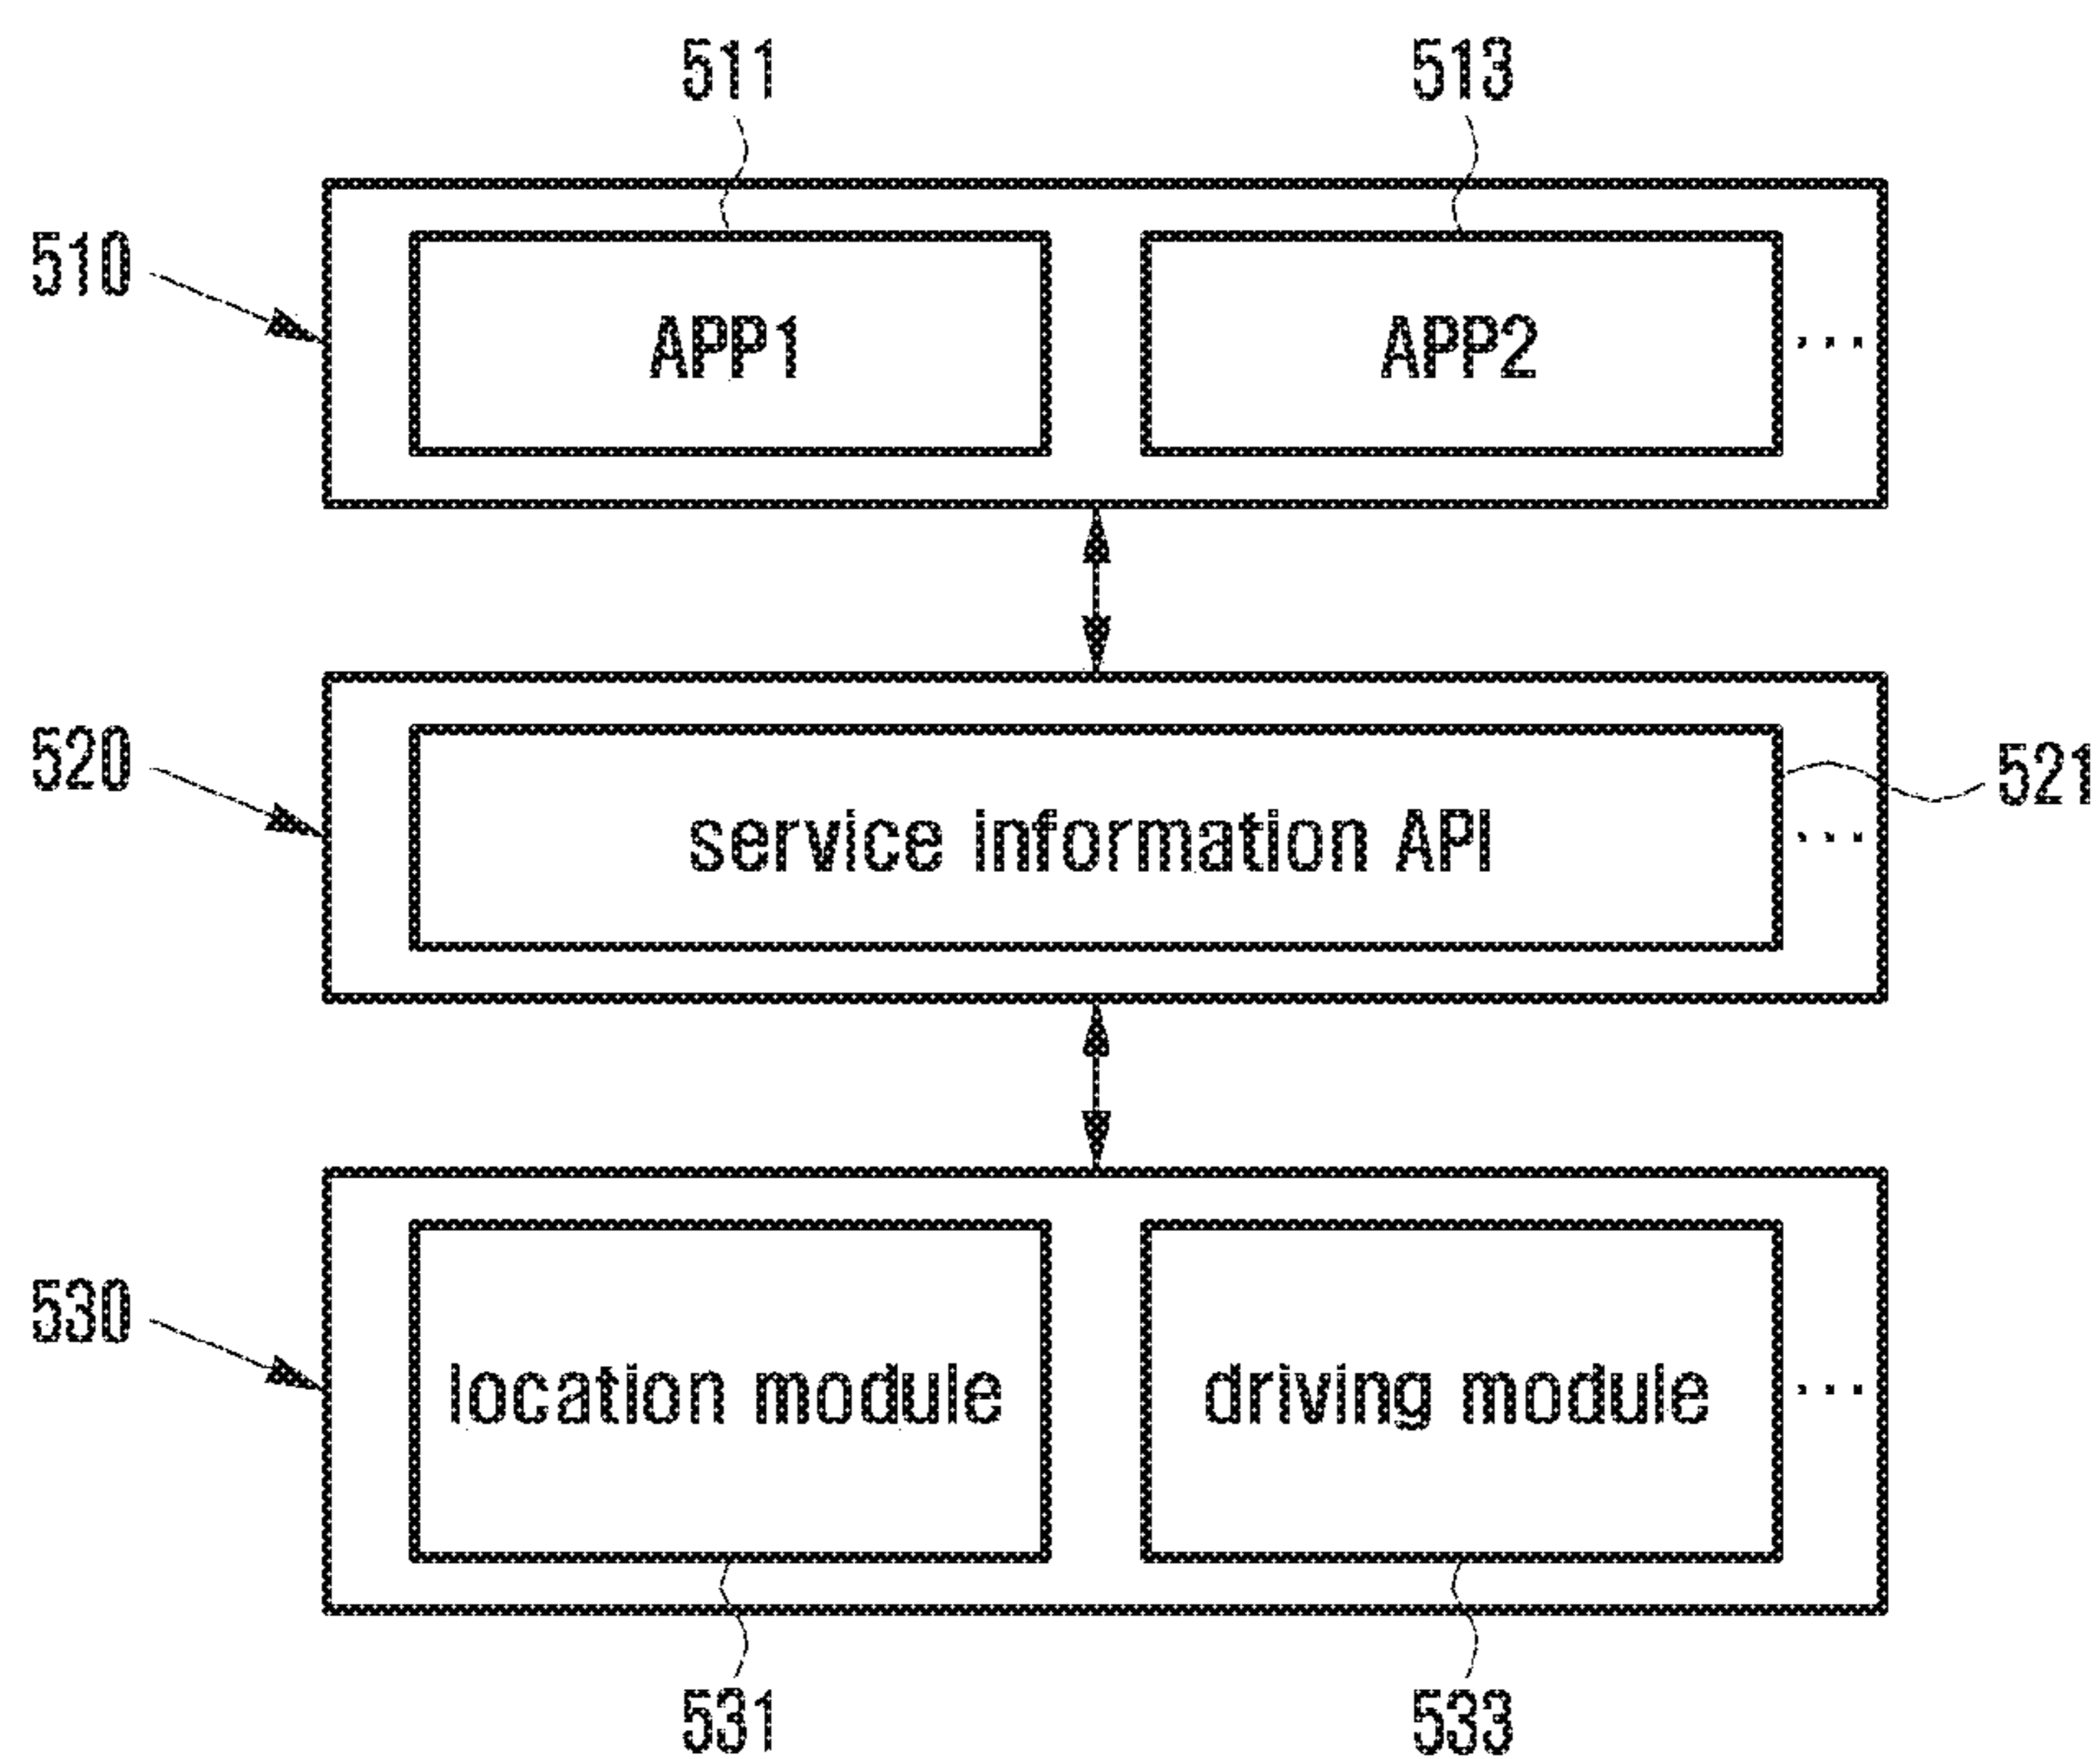 511 513
510
APP1 APP2 ...
520
521
service information API ...
530
location module driving module ...
531 533